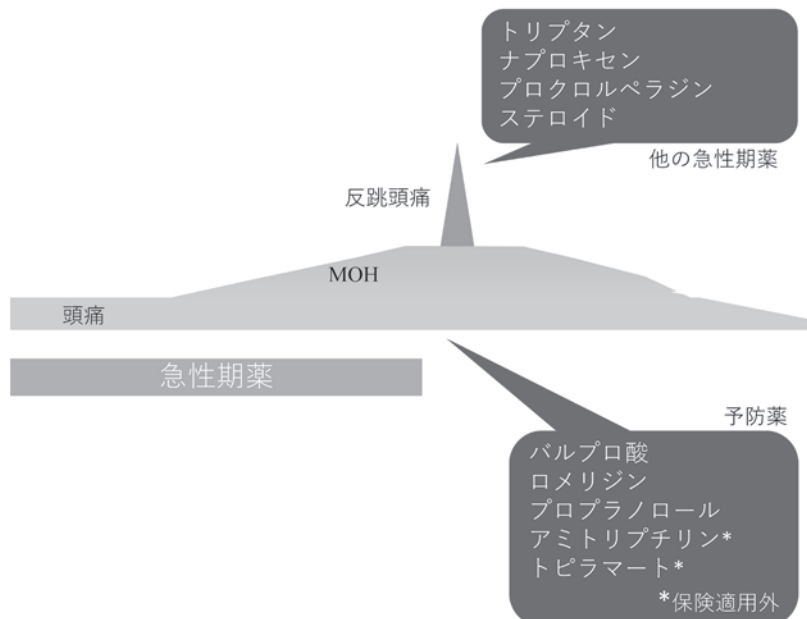 トリプタン
ナプロキセン
プロクロルペラジン
ステロイド
他の急性期薬
反跳頭痛
MOH
頭痛
急性期薬
予防薬
バルプロ酸
ロメリジン
プロプラノロール
アミトリプチリン*
トピラマート*
*保険適用外